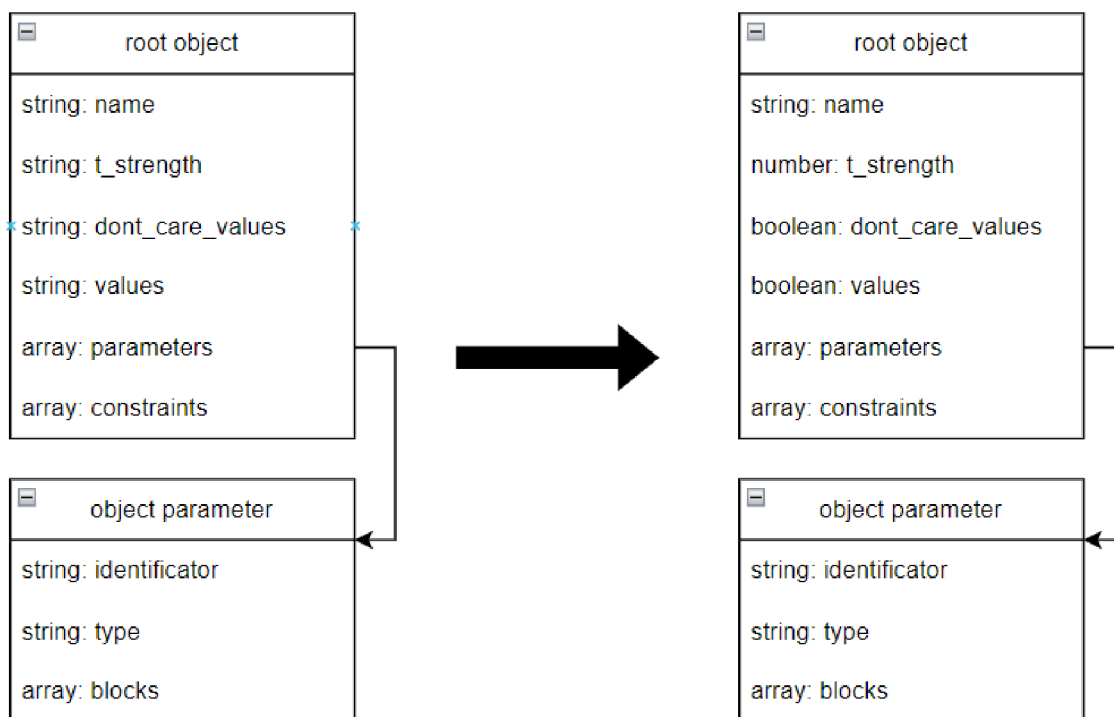 root object
string: name
string: t_strength
string: dont_care_values
string: values
array: parameters
array: constraints
object parameter
string: identificator
string: type
array: blocks
root object
string: name
number: t_strength
boolean: dont_care_values
boolean: values
array: parameters
array: constraints
object parameter
string: identificator
string: type
array: blocks